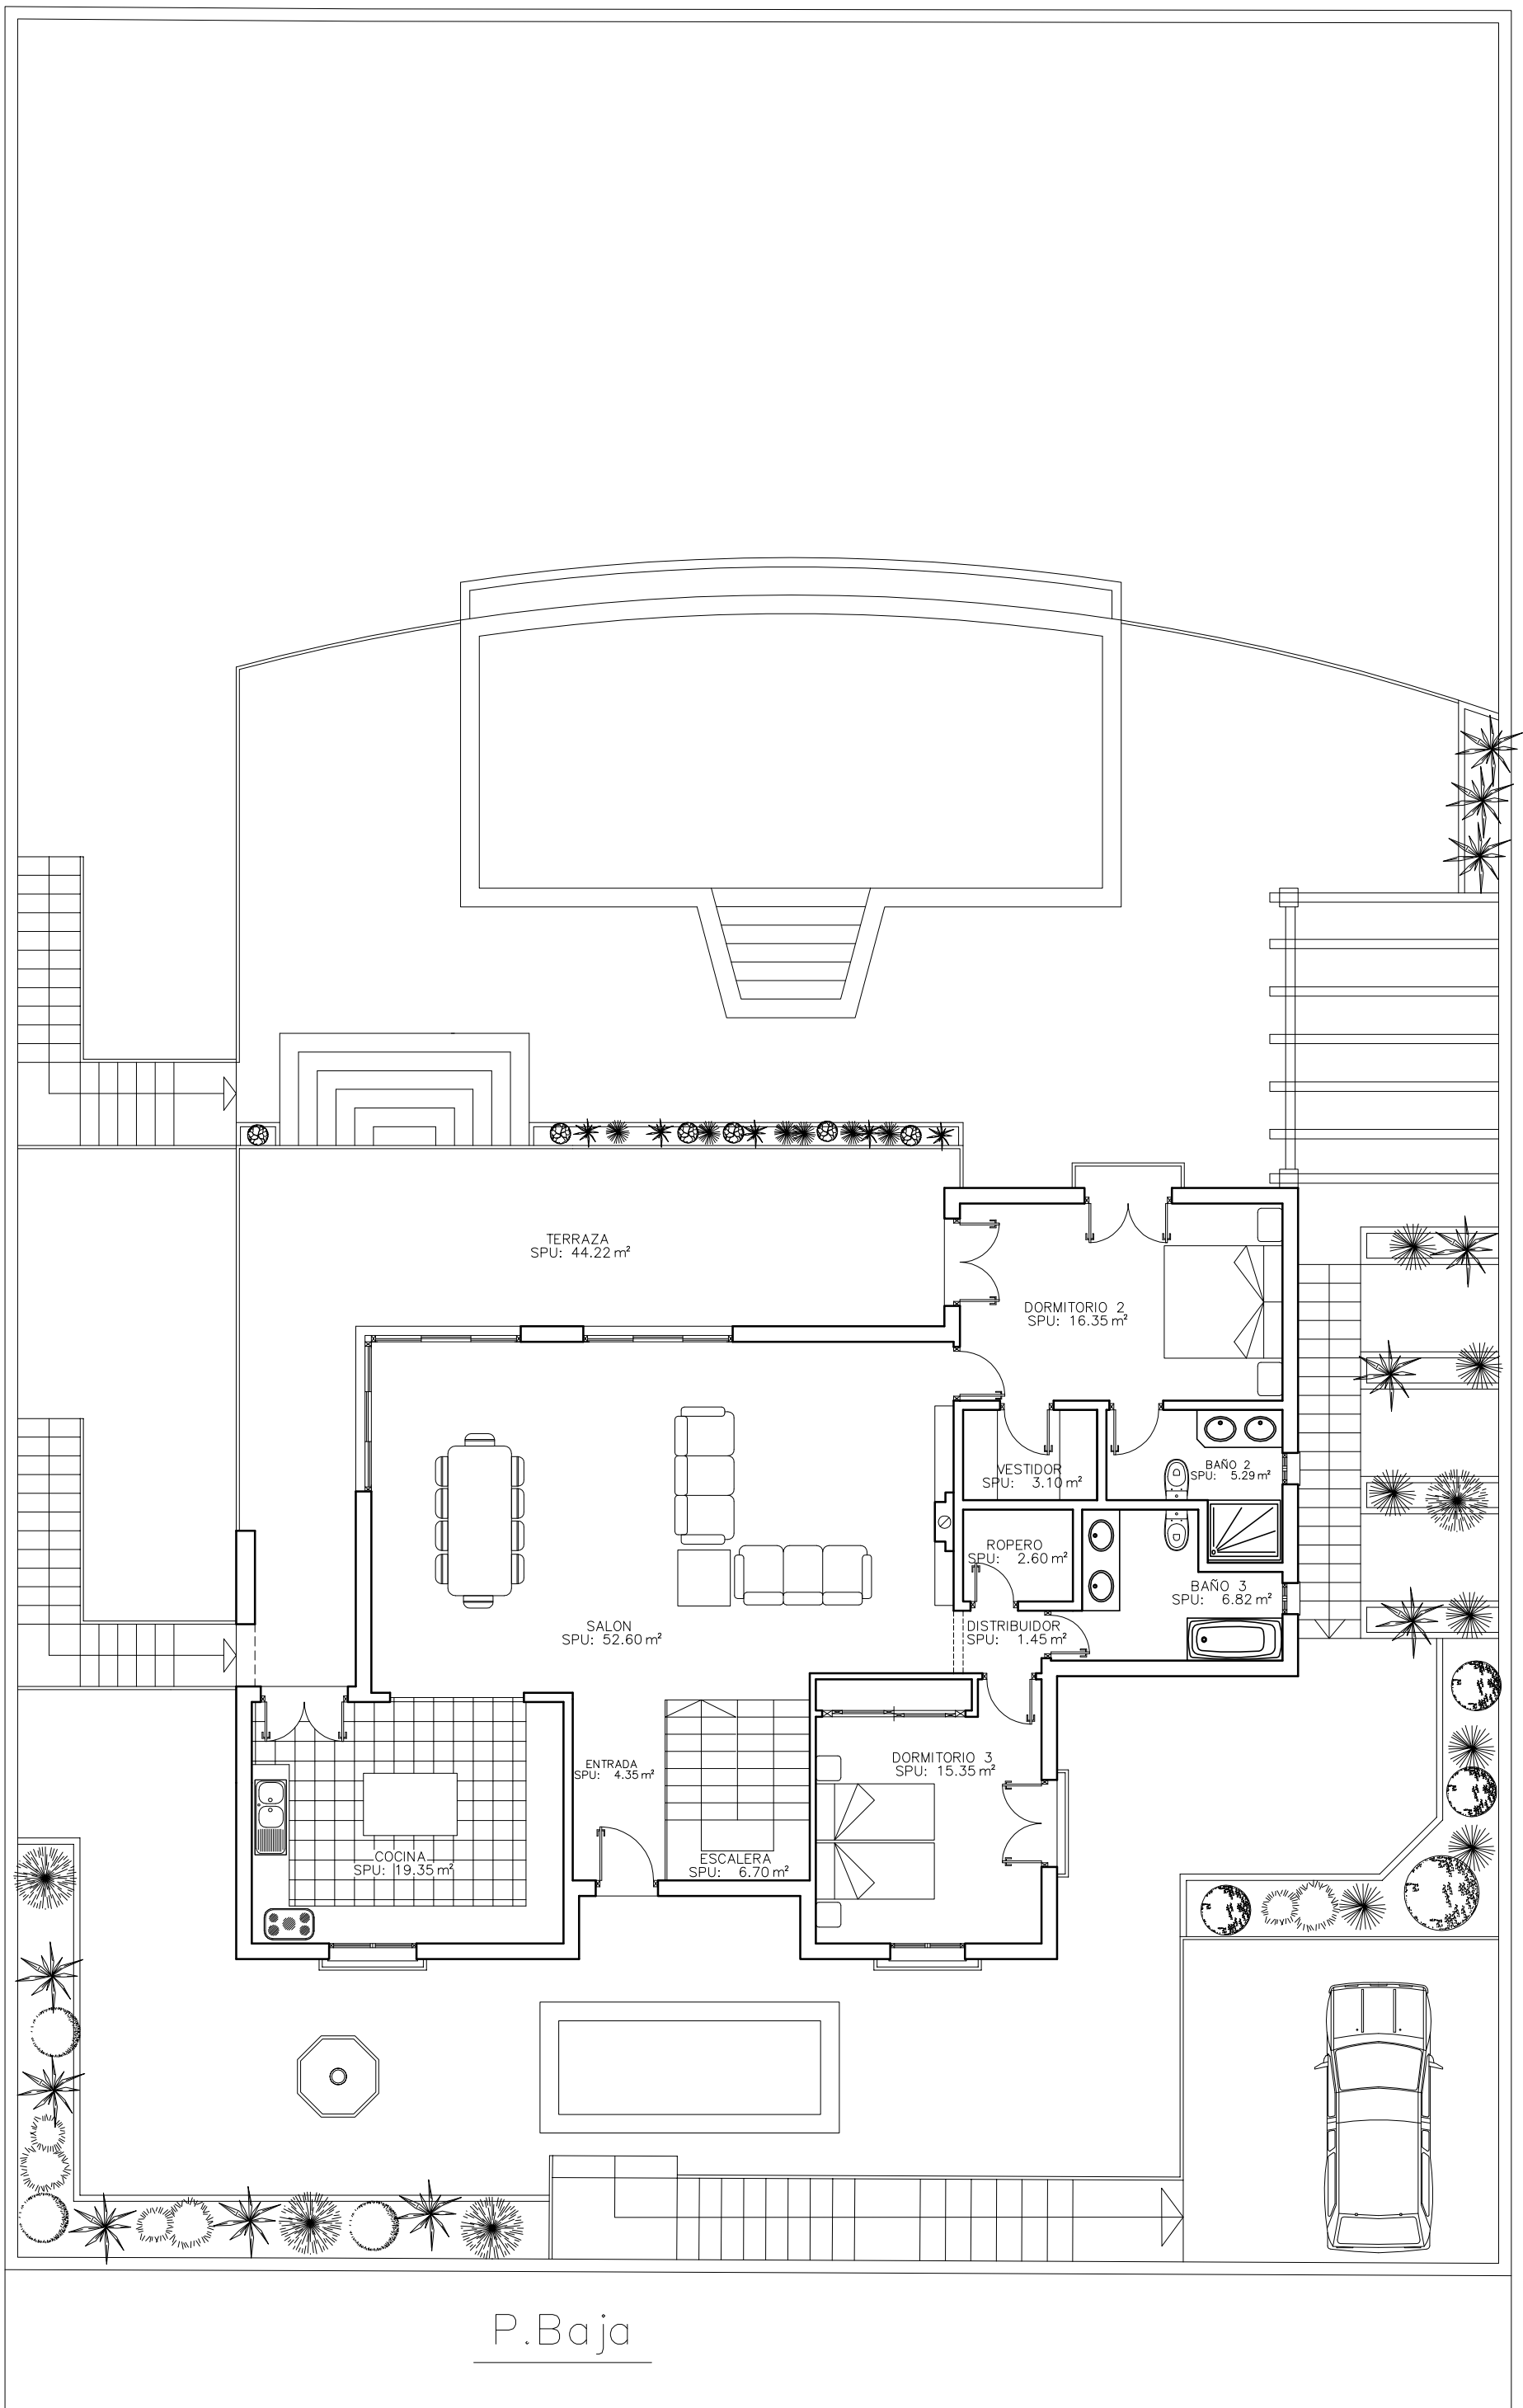 TERRAZA
SPU: 44.22 m²
DORMITORIO 2
SPU: 16.35 m²
VESTIDOR
SPU: 3.10 m²
BAÑO 2
SPU: 5.29 m²
ROPERO
SPU: 2.60 m²
BAÑO 3
SPU: 6.82 m²
SALON
SPU: 52.60 m²
DISTRIBUIDOR
SPU: 1.45 m²
ENTRADA
SPU: 4.35 m²
DORMITORIO 3
SPU: 15.35 m²
COCINA
SPU: 19.35 m²
ESCALERA
SPU: 6.70 m²
P.Baja